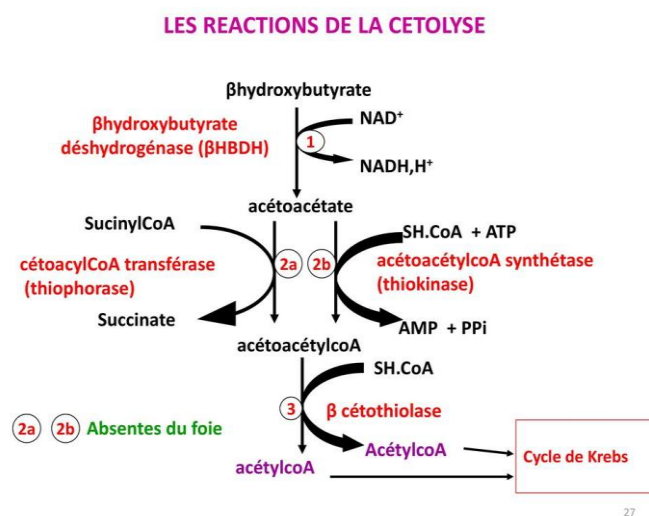 LES REACTIONS DE LA CETOLYSE
βhydroxybutyrate
βhydroxybutyrate
déshydrogénase (βHBDH)
1
NAD⁺
NADH,H⁺
acétoacétate
SucinylCoA
SH.CoA + ATP
cétoacylCoA transférase
(thiophorase)
2a
2b
acétoacétylcoA synthétase
(thiokinase)
Succinate
AMP + PPi
acétoacétylcoA
SH.CoA
3
β cétothiolase
2a 2b Absentes du foie
AcétylcoA
acétylcoA
Cycle de Krebs
27